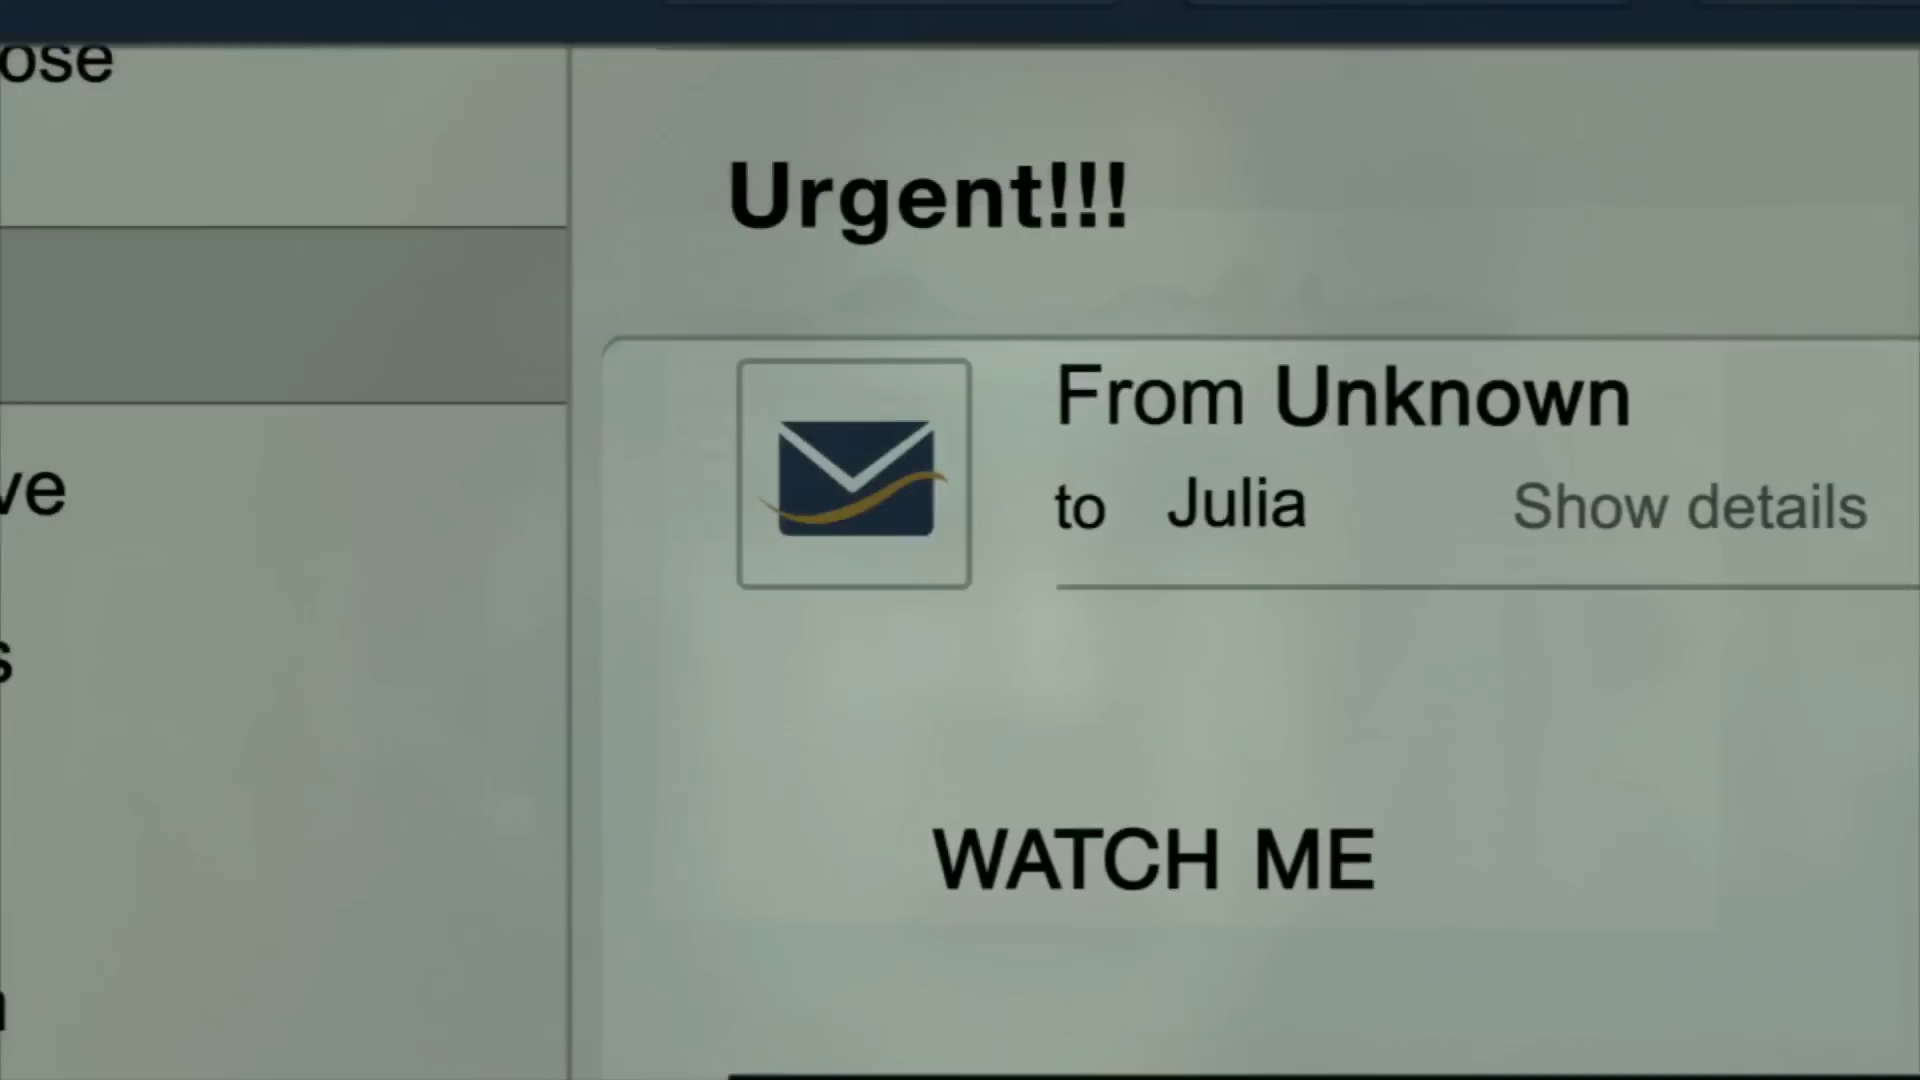 ose
Urgent!!!
From Unknown
to Julia Show details
ve
s
WATCH ME